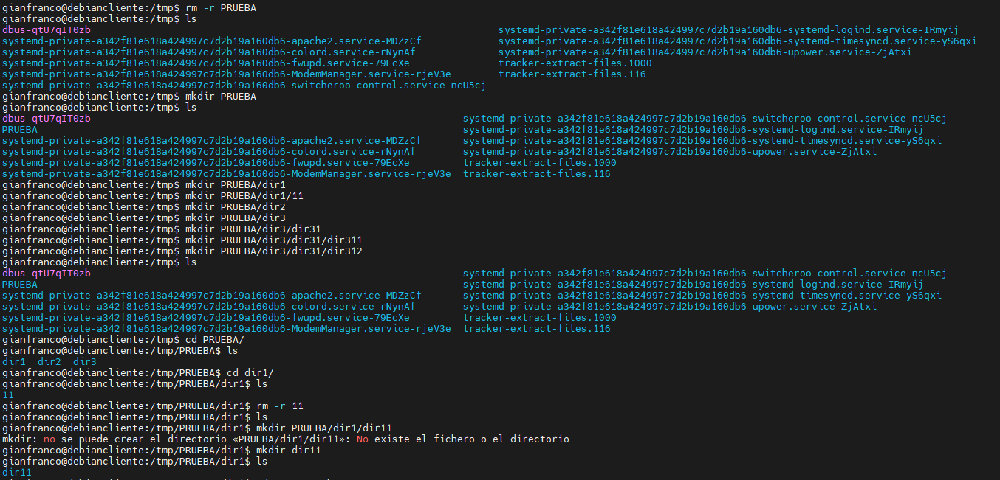 gianfranco@debiancliente:/tmp$ rm -r PRUEBA
gianfranco@debiancliente:/tmp$ ls
dbus-qtU7qIT0zb systemd-private-a342f81e618a424997c7d2b19a160db6-systemd-logind.service-IRmyij
systemd-private-a342f81e618a424997c7d2b19a160db6-apache2.service-MDZzCf systemd-private-a342f81e618a424997c7d2b19a160db6-systemd-timesyncd.service-yS6qxi
systemd-private-a342f81e618a424997c7d2b19a160db6-colord.service-rNynAf systemd-private-a342f81e618a424997c7d2b19a160db6-upower.service-ZjAtxi
systemd-private-a342f81e618a424997c7d2b19a160db6-fwupd.service-79EcXe tracker-extract-files.1000
systemd-private-a342f81e618a424997c7d2b19a160db6-ModemManager.service-rjeV3e tracker-extract-files.116
systemd-private-a342f81e618a424997c7d2b19a160db6-switcheroo-control.service-ncU5cj
gianfranco@debiancliente:/tmp$ mkdir PRUEBA
gianfranco@debiancliente:/tmp$ ls
dbus-qtU7qIT0zb systemd-private-a342f81e618a424997c7d2b19a160db6-switcheroo-control.service-ncU5cj
PRUEBA systemd-private-a342f81e618a424997c7d2b19a160db6-systemd-logind.service-IRmyij
systemd-private-a342f81e618a424997c7d2b19a160db6-apache2.service-MDZzCf systemd-private-a342f81e618a424997c7d2b19a160db6-systemd-timesyncd.service-yS6qxi
systemd-private-a342f81e618a424997c7d2b19a160db6-colord.service-rNynAf systemd-private-a342f81e618a424997c7d2b19a160db6-upower.service-ZjAtxi
systemd-private-a342f81e618a424997c7d2b19a160db6-fwupd.service-79EcXe tracker-extract-files.1000
systemd-private-a342f81e618a424997c7d2b19a160db6-ModemManager.service-rjeV3e tracker-extract-files.116
gianfranco@debiancliente:/tmp$ mkdir PRUEBA/dir1
gianfranco@debiancliente:/tmp$ mkdir PRUEBA/dir1/11
gianfranco@debiancliente:/tmp$ mkdir PRUEBA/dir2
gianfranco@debiancliente:/tmp$ mkdir PRUEBA/dir3
gianfranco@debiancliente:/tmp$ mkdir PRUEBA/dir3/dir31
gianfranco@debiancliente:/tmp$ mkdir PRUEBA/dir3/dir31/dir311
gianfranco@debiancliente:/tmp$ mkdir PRUEBA/dir3/dir31/dir312
gianfranco@debiancliente:/tmp$ ls
dbus-qtU7qIT0zb systemd-private-a342f81e618a424997c7d2b19a160db6-switcheroo-control.service-ncU5cj
PRUEBA systemd-private-a342f81e618a424997c7d2b19a160db6-systemd-logind.service-IRmyij
systemd-private-a342f81e618a424997c7d2b19a160db6-apache2.service-MDZzCf systemd-private-a342f81e618a424997c7d2b19a160db6-systemd-timesyncd.service-yS6qxi
systemd-private-a342f81e618a424997c7d2b19a160db6-colord.service-rNynAf systemd-private-a342f81e618a424997c7d2b19a160db6-upower.service-ZjAtxi
systemd-private-a342f81e618a424997c7d2b19a160db6-fwupd.service-79EcXe tracker-extract-files.1000
systemd-private-a342f81e618a424997c7d2b19a160db6-ModemManager.service-rjeV3e tracker-extract-files.116
gianfranco@debiancliente:/tmp$ cd PRUEBA/
gianfranco@debiancliente:/tmp/PRUEBA$ ls
dir1 dir2 dir3
gianfranco@debiancliente:/tmp/PRUEBA$ cd dir1/
gianfranco@debiancliente:/tmp/PRUEBA/dir1$ ls
11
gianfranco@debiancliente:/tmp/PRUEBA/dir1$ rm -r 11
gianfranco@debiancliente:/tmp/PRUEBA/dir1$ ls
gianfranco@debiancliente:/tmp/PRUEBA/dir1$ mkdir PRUEBA/dir1/dir11
mkdir: no se puede crear el directorio «PRUEBA/dir1/dir11»: No existe el fichero o el directorio
gianfranco@debiancliente:/tmp/PRUEBA/dir1$ mkdir dir11
gianfranco@debiancliente:/tmp/PRUEBA/dir1$ ls
dir11